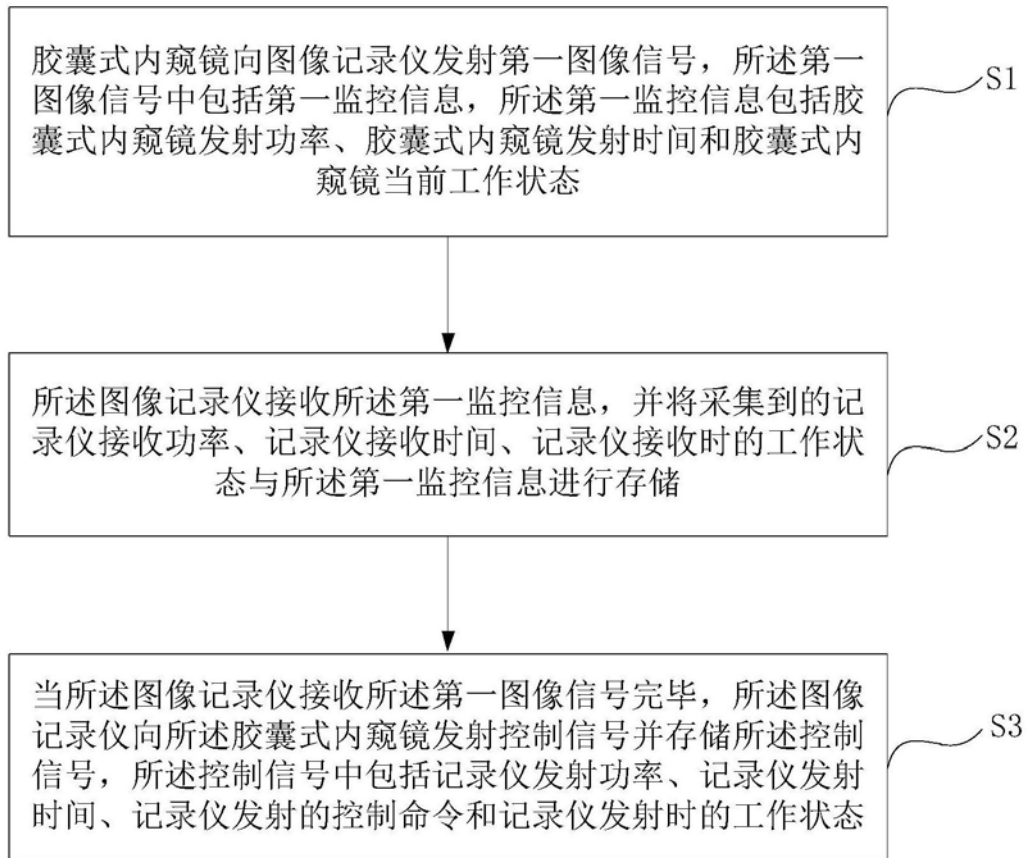 胶囊式内窥镜向图像记录仪发射第一图像信号，所述第一
图像信号中包括第一监控信息，所述第一监控信息包括胶
囊式内窥镜发射功率、胶囊式内窥镜发射时间和胶囊式内
窥镜当前工作状态
S1
所述图像记录仪接收所述第一监控信息，并将采集到的记
录仪接收功率、记录仪接收时间、记录仪接收时的工作状
态与所述第一监控信息进行存储
S2
当所述图像记录仪接收所述第一图像信号完毕，所述图像
记录仪向所述胶囊式内窥镜发射控制信号并存储所述控制
信号，所述控制信号中包括记录仪发射功率、记录仪发射
时间、记录仪发射的控制命令和记录仪发射时的工作状态
S3